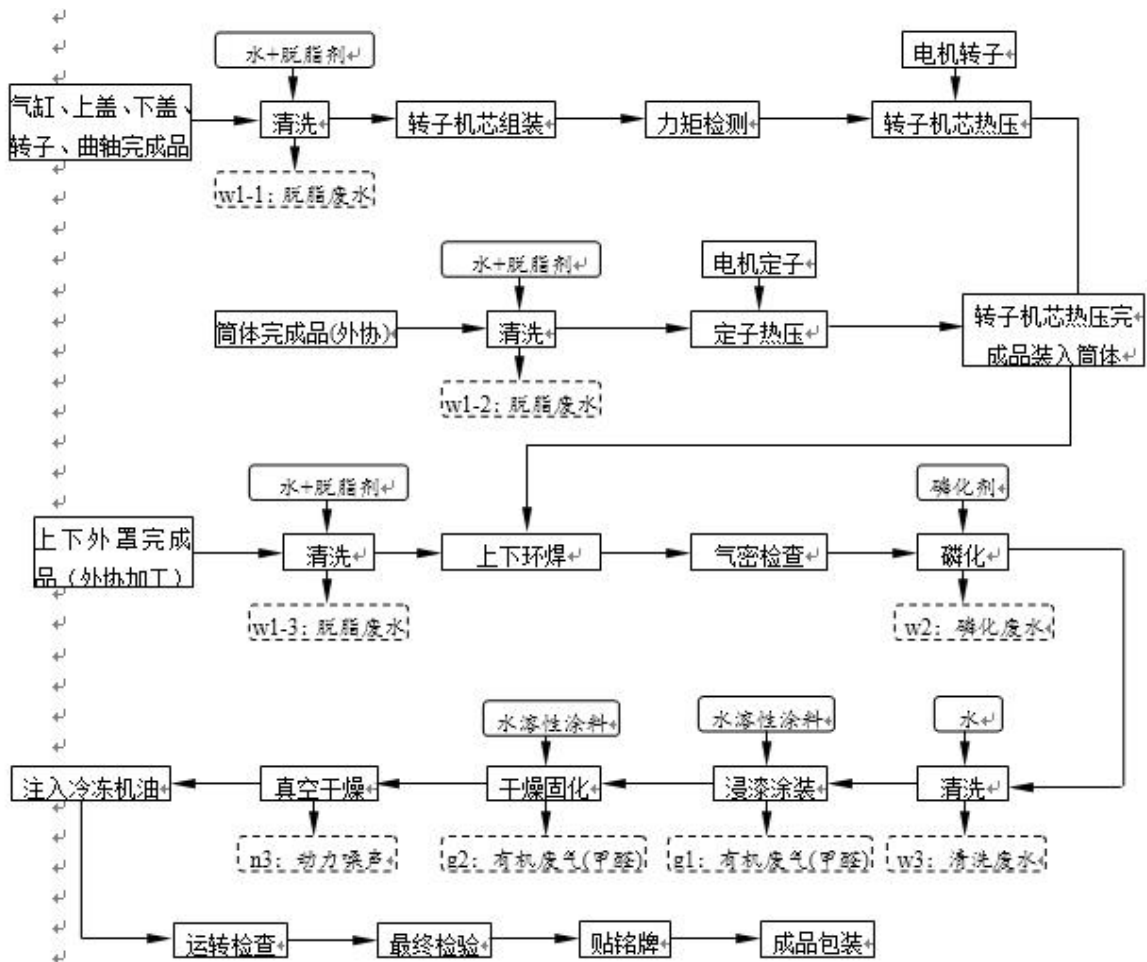 水+脱脂剂
电机转子
气缸、上盖、下盖、
转子、曲轴完成品
清洗
转子机芯组装
力矩检测
转子机芯热压
w1-1：脱脂废水
水+脱脂剂
电机定子
筒体完成品(外协)
清洗
定子热压
转子机芯热压完
成品装入筒体
w1-2：脱脂废水
水+脱脂剂
磷化剂
上下外罩完成
品（外协加工）
清洗
上下环焊
气密检查
磷化
w1-3：脱脂废水
w2：磷化废水
水溶性涂料
水溶性涂料
水
注入冷冻机油
真空干燥
干燥固化
浸漆涂装
清洗
n3：动力噪声
g2：有机废气(甲醛)
g1：有机废气(甲醛)
w3：清洗废水
运转检查
最终检验
贴铭牌
成品包装